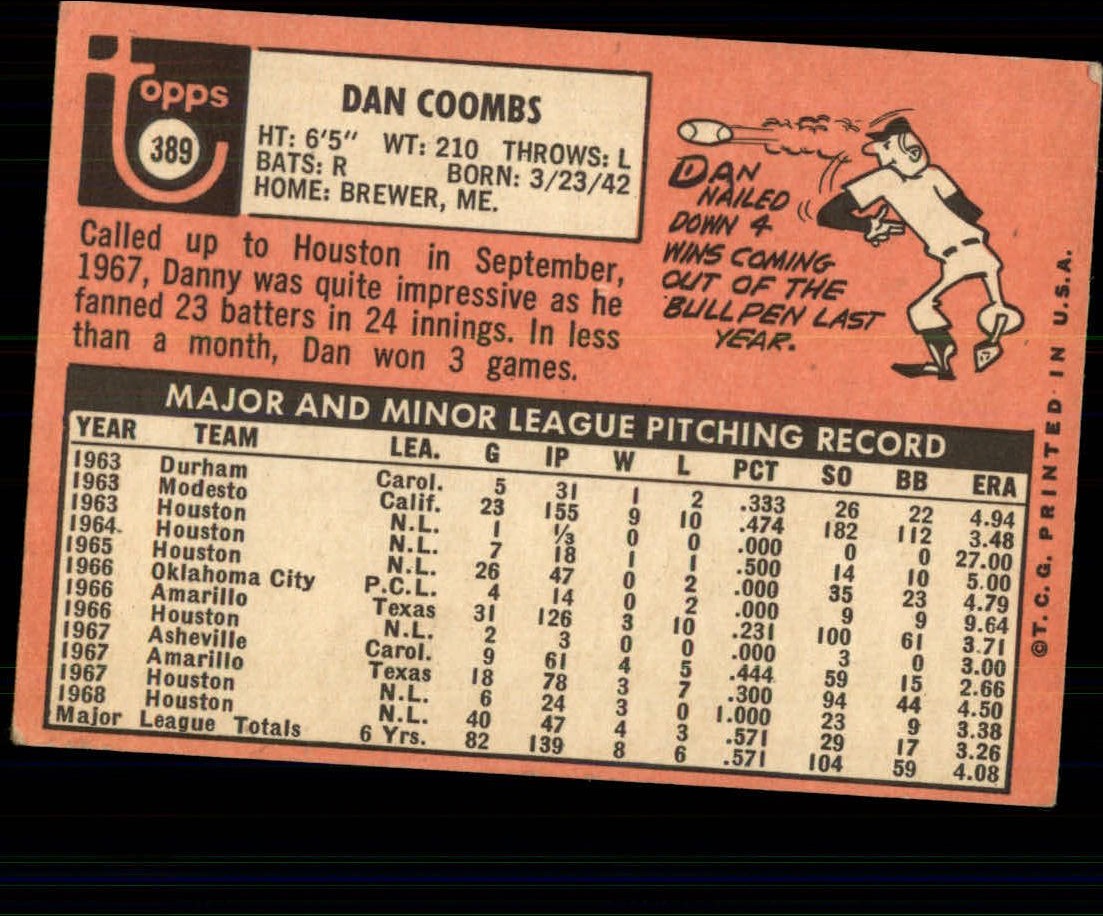 Topps
389
DAN COOMBS
HT: 6'5" WT: 210 THROWS: L
BATS: R BORN: 3/23/42
HOME: BREWER, ME.
Called up to Houston in September,
1967, Danny was quite impressive as he
fanned 23 batters in 24 innings. In less
than a month, Dan won 3 games.
DAN
NAILED
DOWN 4
WINS COMING
OUT OF THE
BULLPEN LAST
YEAR.
MAJOR AND MINOR LEAGUE PITCHING RECORD
YEAR TEAM LEA. G IP W L PCT SO BB ERA
1963 Durham Carol. 5 31 1 2 .333 26 22 4.94
1963 Modesto Calif. 23 155 9 10 .474 182 112 3.48
1963 Houston N.L. 1 1/3 0 0 .000 0 0 27.00
1964 Houston N.L. 7 18 1 1 .500 14 10 5.00
1965 Houston N.L. 26 47 0 2 .000 35 23 4.79
1966 Oklahoma City P.C.L. 4 14 0 2 .000 9 9 9.64
1966 Amarillo Texas 31 126 3 10 .231 100 61 3.71
1966 Houston N.L. 2 3 0 0 .000 3 0 3.00
1967 Asheville Carol. 9 61 4 5 .444 59 15 2.66
1967 Amarillo Texas 18 78 3 7 .300 94 44 4.50
1967 Houston N.L. 6 24 3 0 1.000 23 9 3.38
1968 Houston N.L. 40 47 4 3 .571 29 17 3.26
Major League Totals 6 Yrs. 82 139 8 6 .571 104 59 4.08
©T. C. G. PRINTED IN U.S.A.